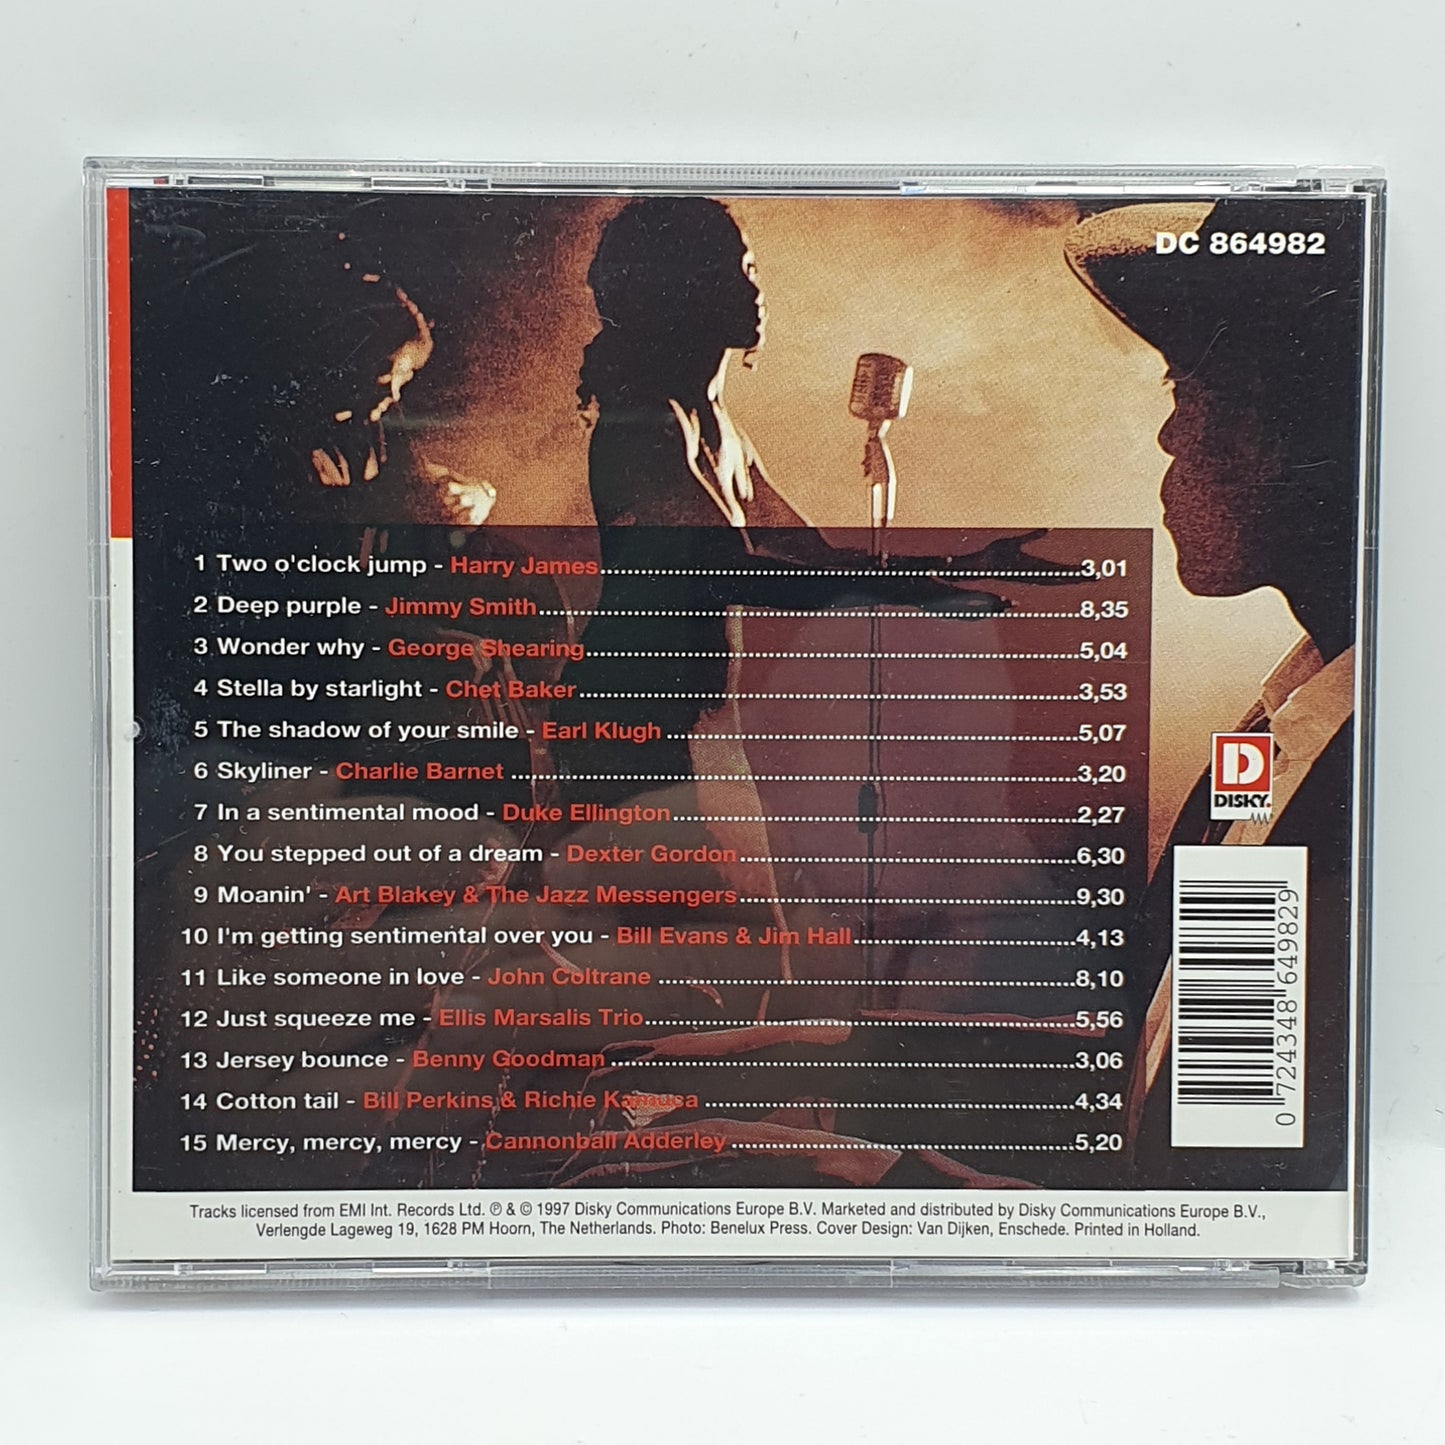 DC 864982
1 Two o'clock jump - Harry James 3,01
2 Deep purple - Jimmy Smith 8,35
3 Wonder why - George Shearing 5,04
4 Stella by starlight - Chet Baker 3,53
5 The shadow of your smile - Earl Klugh 5,07
6 Skyliner - Charlie Barnet 3,20
7 In a sentimental mood - Duke Ellington 2,27
8 You stepped out of a dream - Dexter Gordon 6,30
9 Moanin' - Art Blakey & The Jazz Messengers 9,30
10 I'm getting sentimental over you - Bill Evans & Jim Hall 4,13
11 Like someone in love - John Coltrane 8,10
12 Just squeeze me - Ellis Marsalis Trio 5,56
13 Jersey bounce - Benny Goodman 3,06
14 Cotton tail - Bill Perkins & Richie Kamuca 4,34
15 Mercy, mercy, mercy - Cannonball Adderley 5,20
D
DISKY.
0 724348 649829
Tracks licensed from EMI Int. Records Ltd. ℗ & © 1997 Disky Communications Europe B.V. Marketed and distributed by Disky Communications Europe B.V.,
Verlengde Lageweg 19, 1628 PM Hoorn, The Netherlands. Photo: Benelux Press. Cover Design: Van Dijken, Enschede. Printed in Holland.